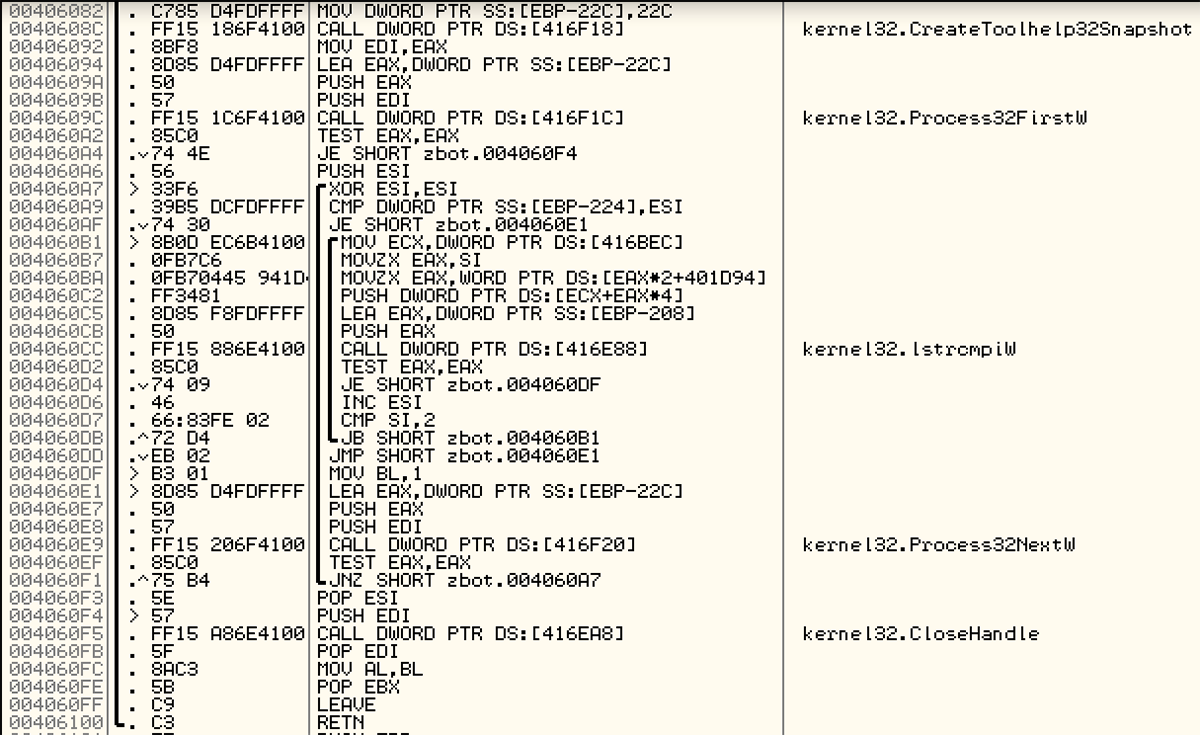 00406082 . C785 D4FDFFFF MOV DWORD PTR SS:[EBP-22C],22C
0040608C . FF15 186F4100 CALL DWORD PTR DS:[416F18] kernel32.CreateToolhelp32Snapshot
00406092 . 8BF8 MOV EDI,EAX
00406094 . 8D85 D4FDFFFF LEA EAX,DWORD PTR SS:[EBP-22C]
0040609A . 50 PUSH EAX
0040609B . 57 PUSH EDI
0040609C . FF15 1C6F4100 CALL DWORD PTR DS:[416F1C] kernel32.Process32FirstW
004060A2 . 85C0 TEST EAX,EAX
004060A4 .v74 4E JE SHORT zbot.004060F4
004060A6 . 56 PUSH ESI
004060A7 > 33F6 XOR ESI,ESI
004060A9 . 39B5 DCFDFFFF CMP DWORD PTR SS:[EBP-224],ESI
004060AF .v74 30 JE SHORT zbot.004060E1
004060B1 > 8B0D EC6B4100 MOV ECX,DWORD PTR DS:[416BEC]
004060B7 . 0FB7C6 MOVZX EAX,SI
004060BA . 0FB70445 941D MOVZX EAX,WORD PTR DS:[EAX*2+401D94]
004060C2 . FF3481 PUSH DWORD PTR DS:[ECX+EAX*4]
004060C5 . 8D85 F8FDFFFF LEA EAX,DWORD PTR SS:[EBP-208]
004060CB . 50 PUSH EAX
004060CC . FF15 886E4100 CALL DWORD PTR DS:[416E88] kernel32.lstrcmpiW
004060D2 . 85C0 TEST EAX,EAX
004060D4 .v74 09 JE SHORT zbot.004060DF
004060D6 . 46 INC ESI
004060D7 . 66:83FE 02 CMP SI,2
004060DB .^72 D4 JB SHORT zbot.004060B1
004060DD .vEB 02 JMP SHORT zbot.004060E1
004060DF > B3 01 MOV BL,1
004060E1 > 8D85 D4FDFFFF LEA EAX,DWORD PTR SS:[EBP-22C]
004060E7 . 50 PUSH EAX
004060E8 . 57 PUSH EDI
004060E9 . FF15 206F4100 CALL DWORD PTR DS:[416F20] kernel32.Process32NextW
004060EF . 85C0 TEST EAX,EAX
004060F1 .^75 B4 JNZ SHORT zbot.004060A7
004060F3 . 5E POP ESI
004060F4 > 57 PUSH EDI
004060F5 . FF15 A86E4100 CALL DWORD PTR DS:[416EA8] kernel32.CloseHandle
004060FB . 5F POP EDI
004060FC . 8AC3 MOV AL,BL
004060FE . 5B POP EBX
004060FF . C9 LEAVE
00406100 . C3 RETN